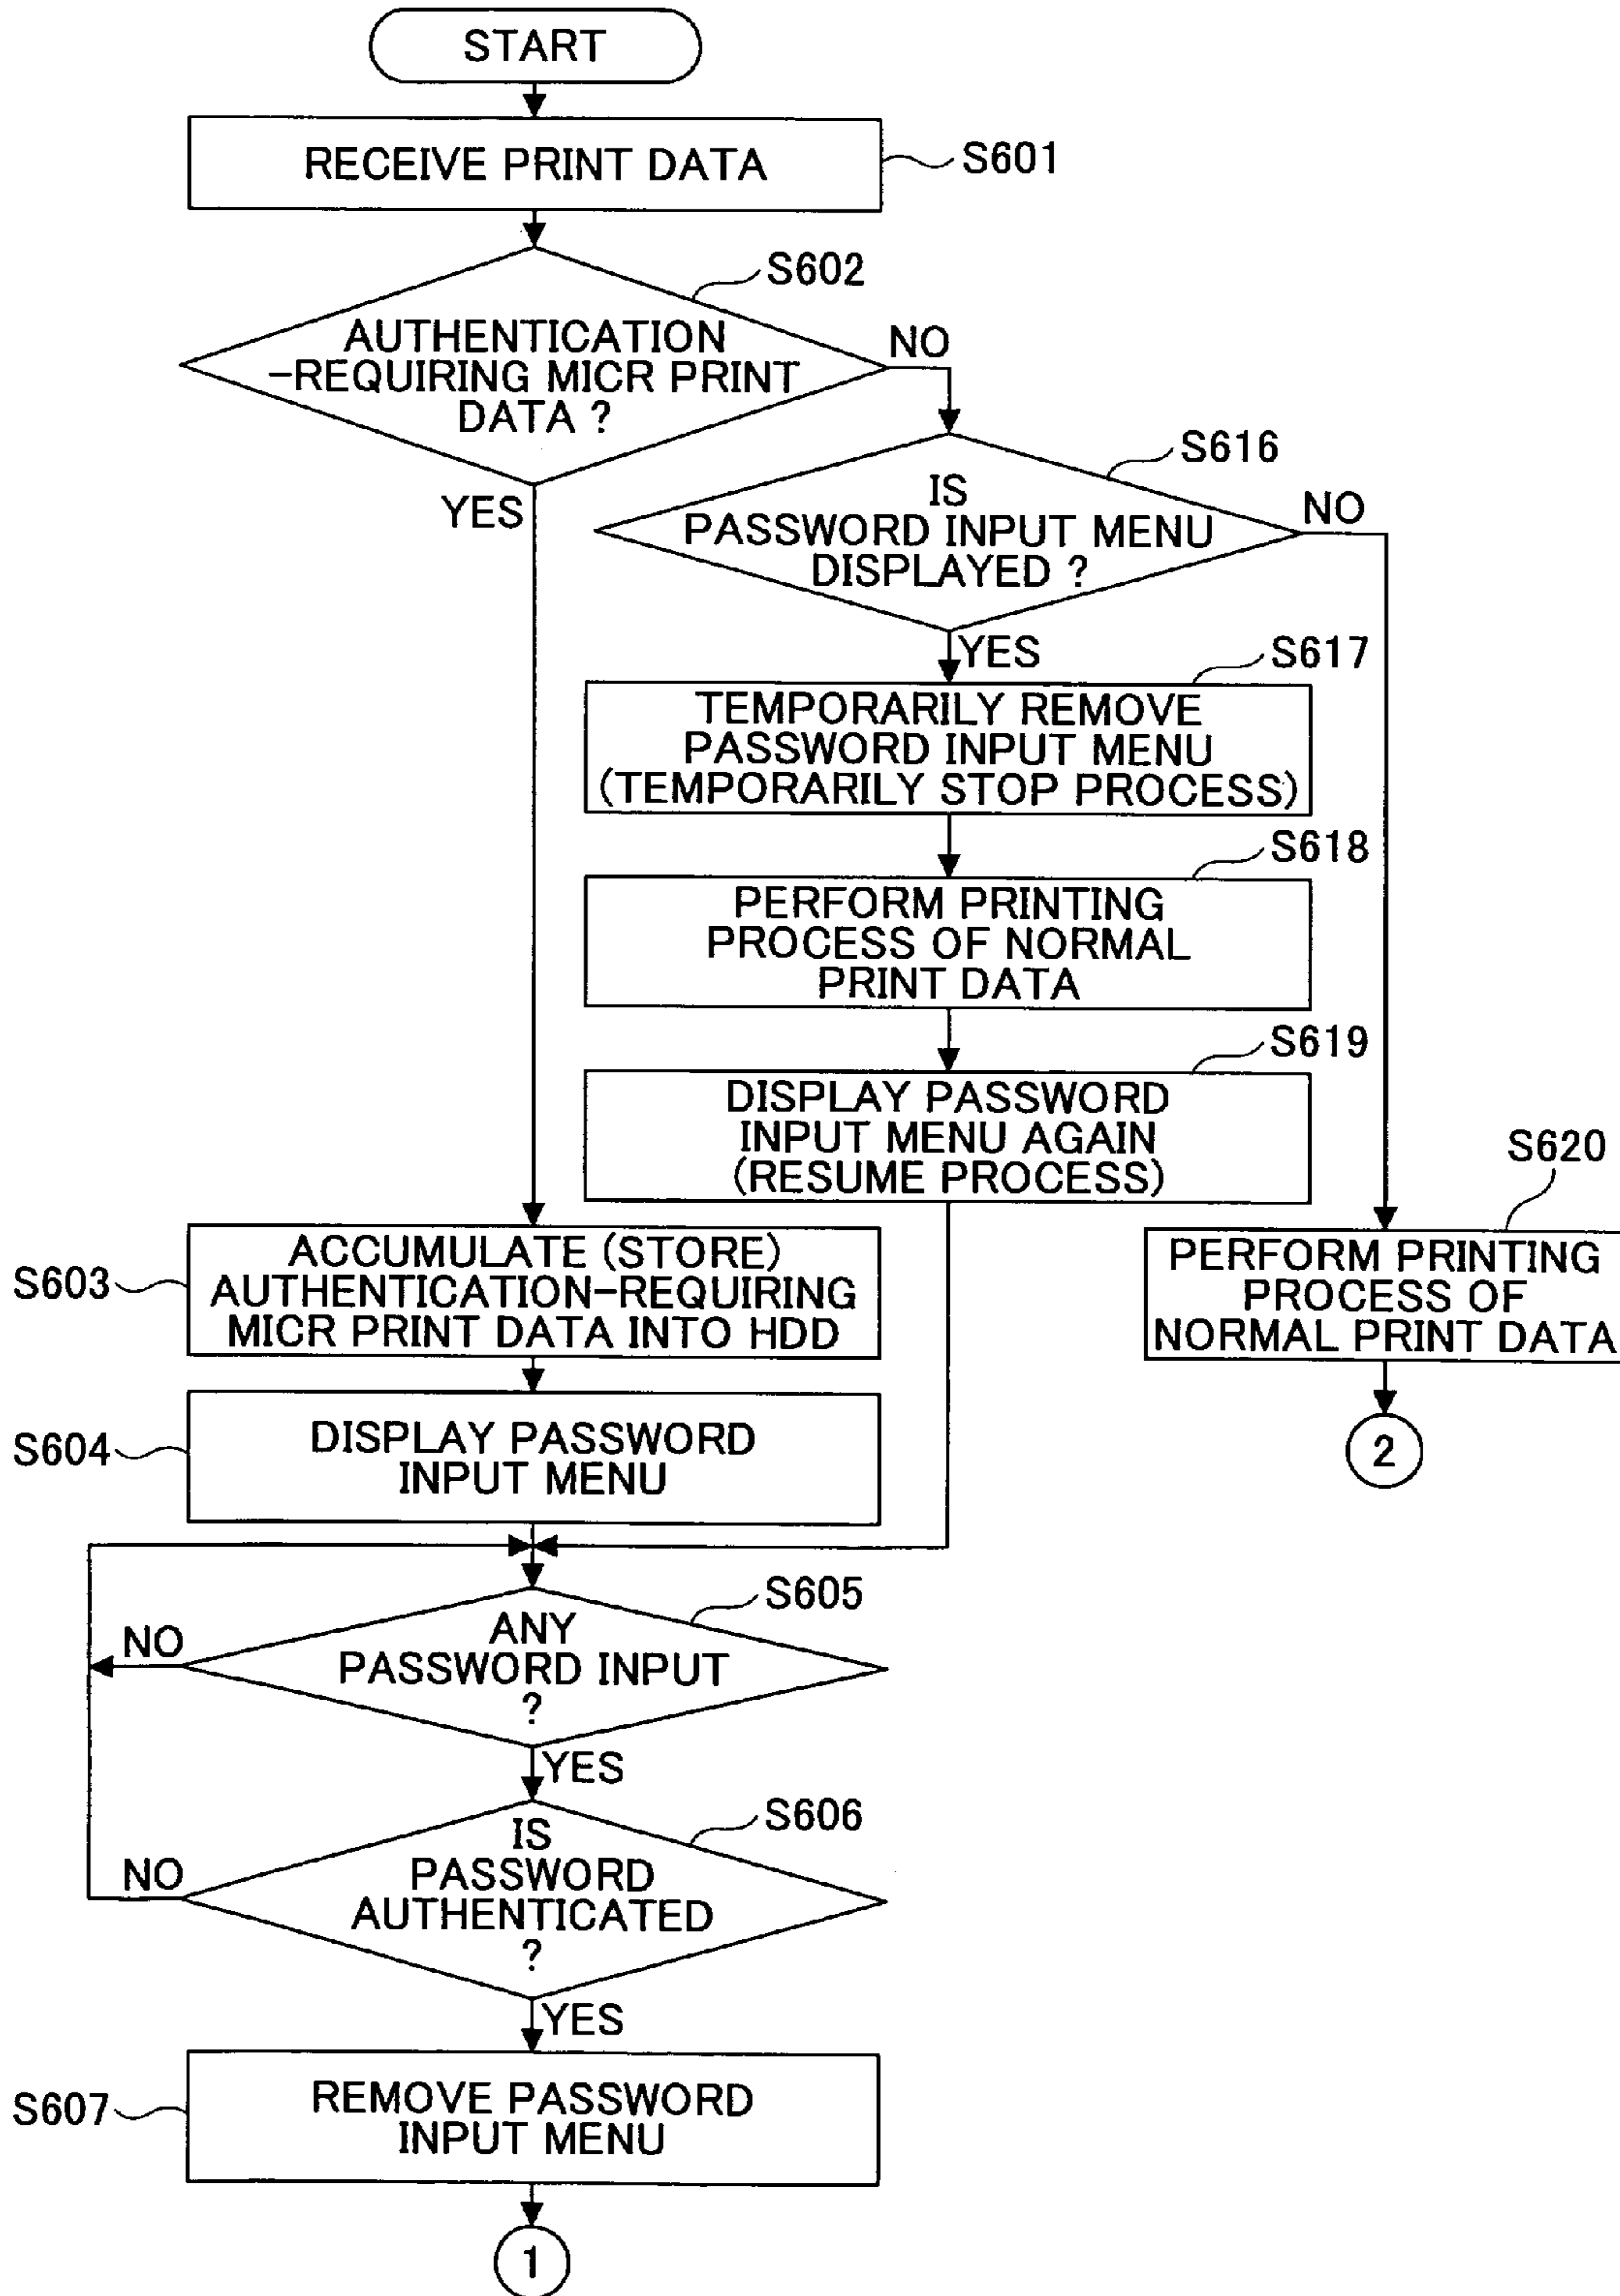 START
RECEIVE PRINT DATA
S601
S602
AUTHENTICATION
-REQUIRING MICR PRINT
DATA ?
NO
YES
S616
IS
PASSWORD INPUT MENU
DISPLAYED ?
NO
YES
S617
TEMPORARILY REMOVE
PASSWORD INPUT MENU
(TEMPORARILY STOP PROCESS)
S618
PERFORM PRINTING
PROCESS OF NORMAL
PRINT DATA
S619
DISPLAY PASSWORD
INPUT MENU AGAIN
(RESUME PROCESS)
S620
PERFORM PRINTING
PROCESS OF
NORMAL PRINT DATA
2
S603
ACCUMULATE (STORE)
AUTHENTICATION-REQUIRING
MICR PRINT DATA INTO HDD
S604
DISPLAY PASSWORD
INPUT MENU
S605
ANY
PASSWORD INPUT
?
NO
YES
S606
IS
PASSWORD
AUTHENTICATED
?
NO
YES
S607
REMOVE PASSWORD
INPUT MENU
1